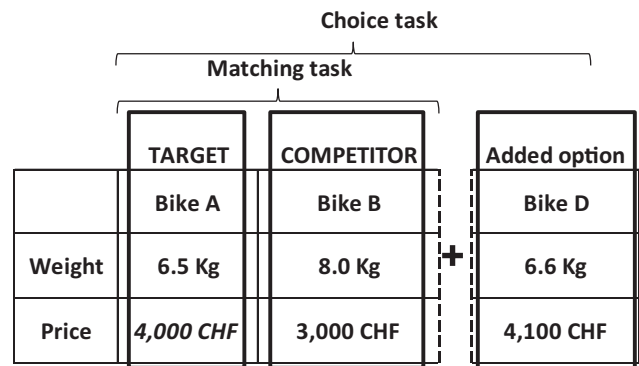 Choice task
Matching task
TARGET COMPETITOR Added option
Bike A Bike B Bike D
Weight 6.5 Kg 8.0 Kg + 6.6 Kg
Price 4,000 CHF 3,000 CHF 4,100 CHF